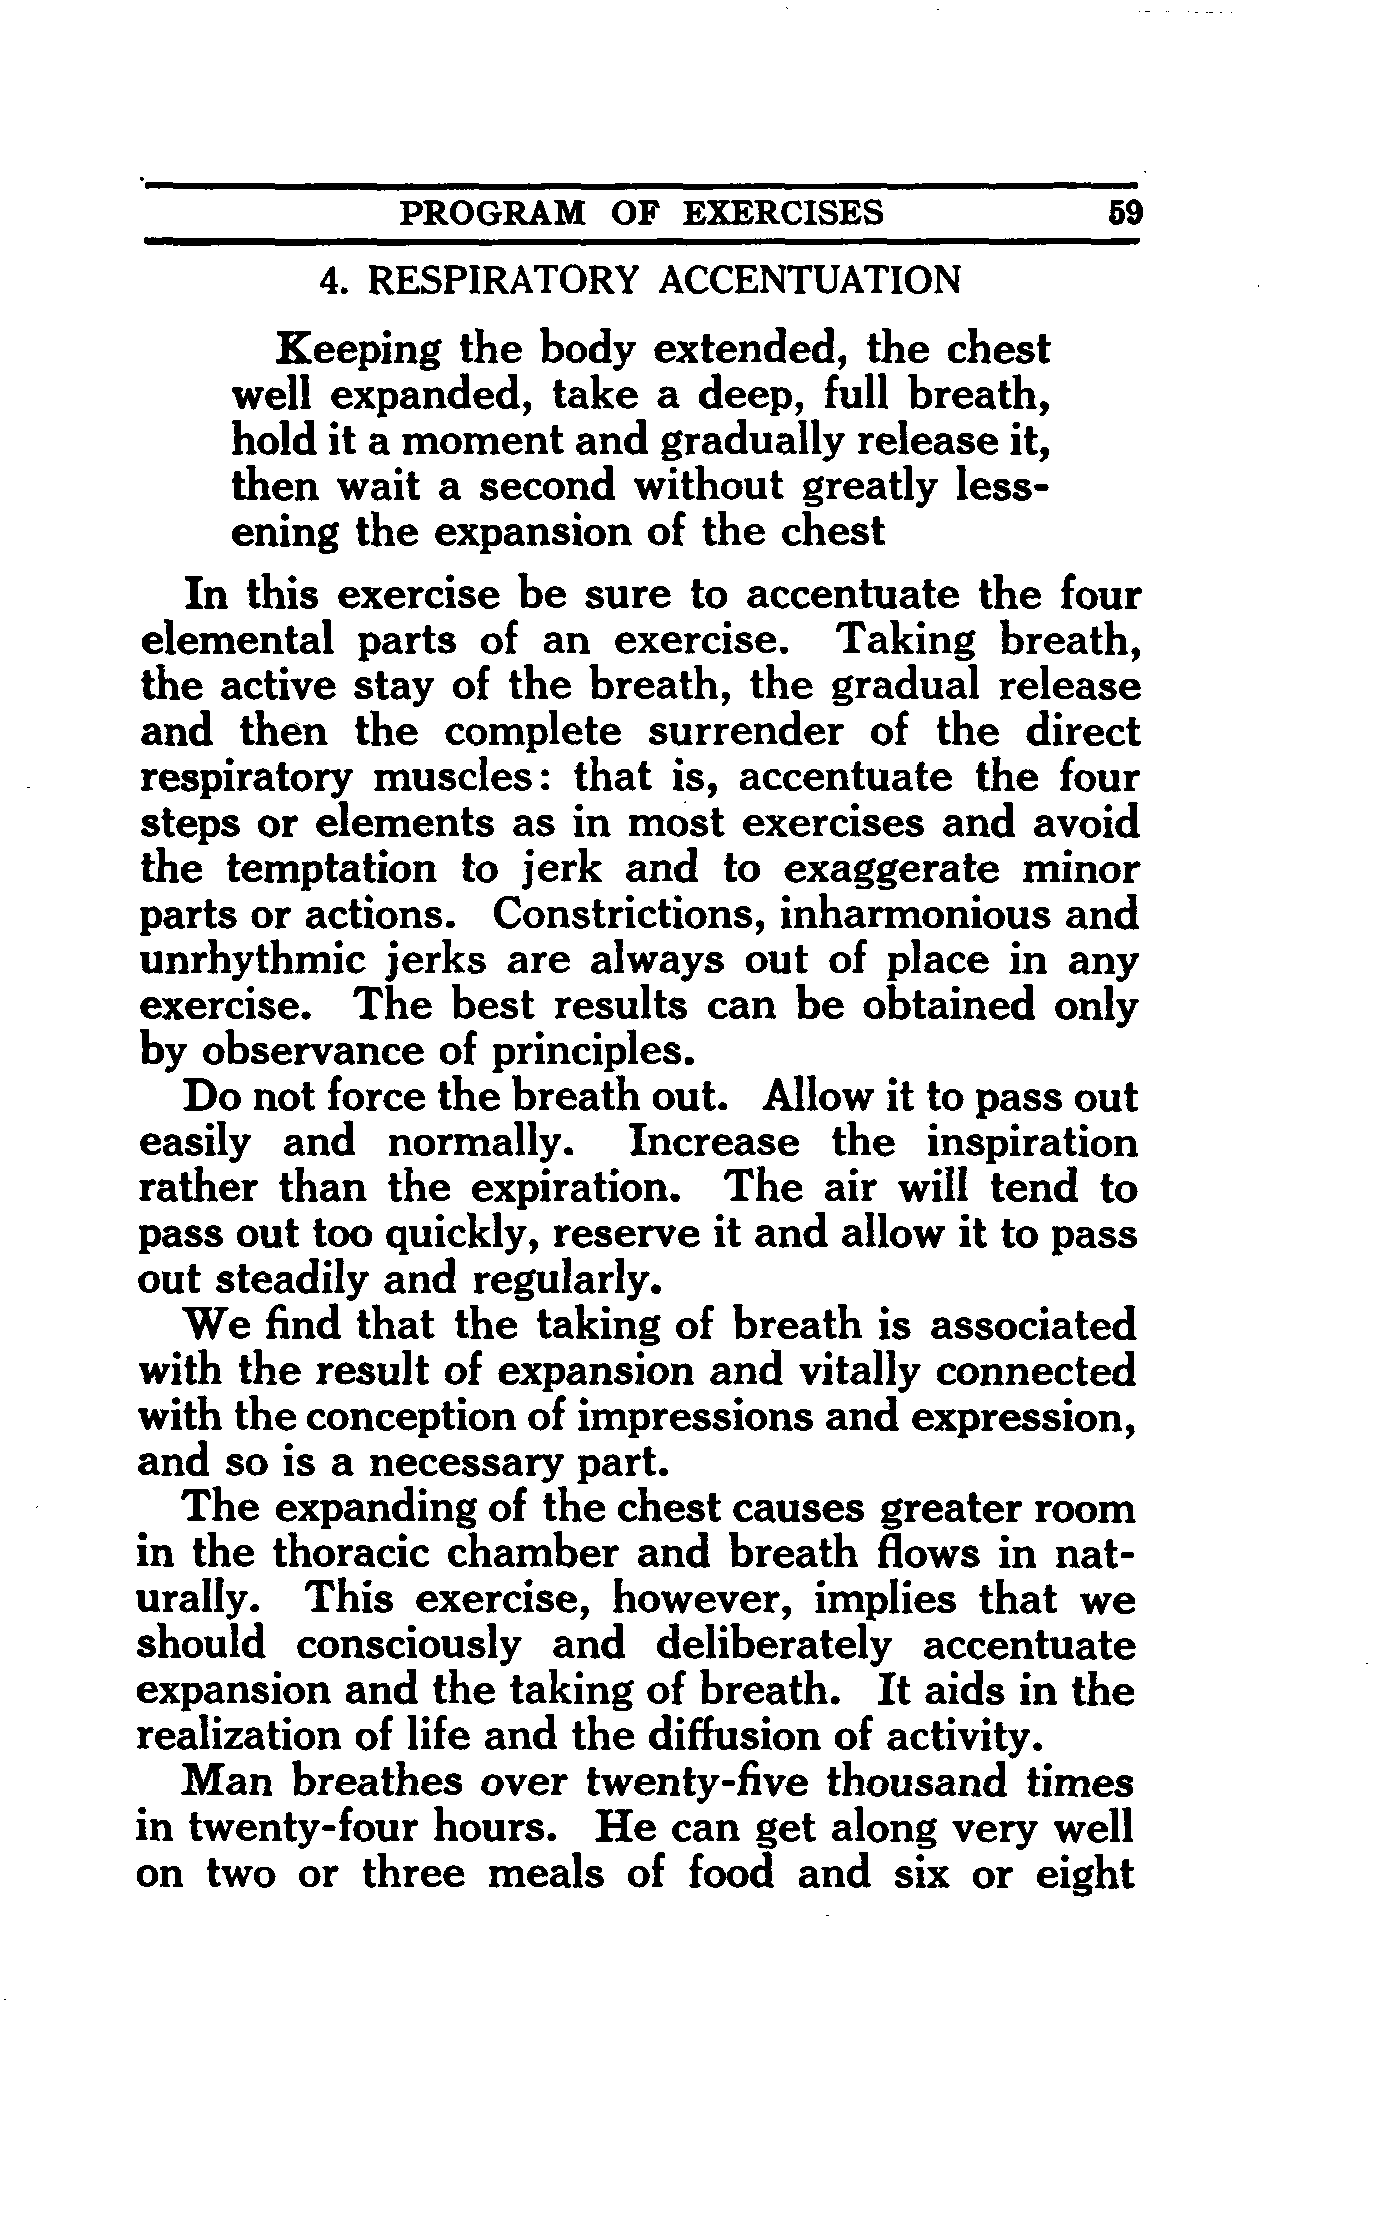 PROGRAM OF EXERCISES 59
4. RESPIRATORY ACCENTUATION
Keeping the body extended, the chest
well expanded, take a deep, full breath,
hold it a moment and gradually release it,
then wait a second without greatly less-
ening the expansion of the chest
In this exercise be sure to accentuate the four
elemental parts of an exercise. Taking breath,
the active stay of the breath, the gradual release
and then the complete surrender of the direct
respiratory muscles: that is, accentuate the four
steps or elements as in most exercises and avoid
the temptation to jerk and to exaggerate minor
parts or actions. Constrictions, inharmonious and
unrhythmic jerks are always out of place in any
exercise. The best results can be obtained only
by observance of principles.
Do not force the breath out. Allow it to pass out
easily and normally. Increase the inspiration
rather than the expiration. The air will tend to
pass out too quickly, reserve it and allow it to pass
out steadily and regularly.
We find that the taking of breath is associated
with the result of expansion and vitally connected
with the conception of impressions and expression,
and so is a necessary part.
The expanding of the chest causes greater room
in the thoracic chamber and breath flows in nat-
urally. This exercise, however, implies that we
should consciously and deliberately accentuate
expansion and the taking of breath. It aids in the
realization of life and the diffusion of activity.
Man breathes over twenty-five thousand times
in twenty-four hours. He can get along very well
on two or three meals of food and six or eight